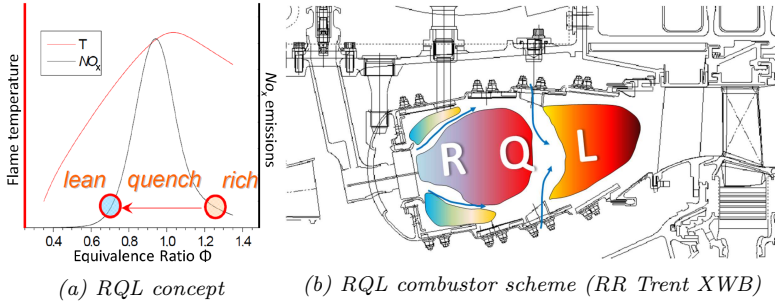 T
NOx
Flame temperature
Nox emissions
lean quench rich
0.4 0.6 0.8 1.0 1.2 1.4
Equivalence Ratio Φ
(a) RQL concept
R Q L
(b) RQL combustor scheme (RR Trent XWB)